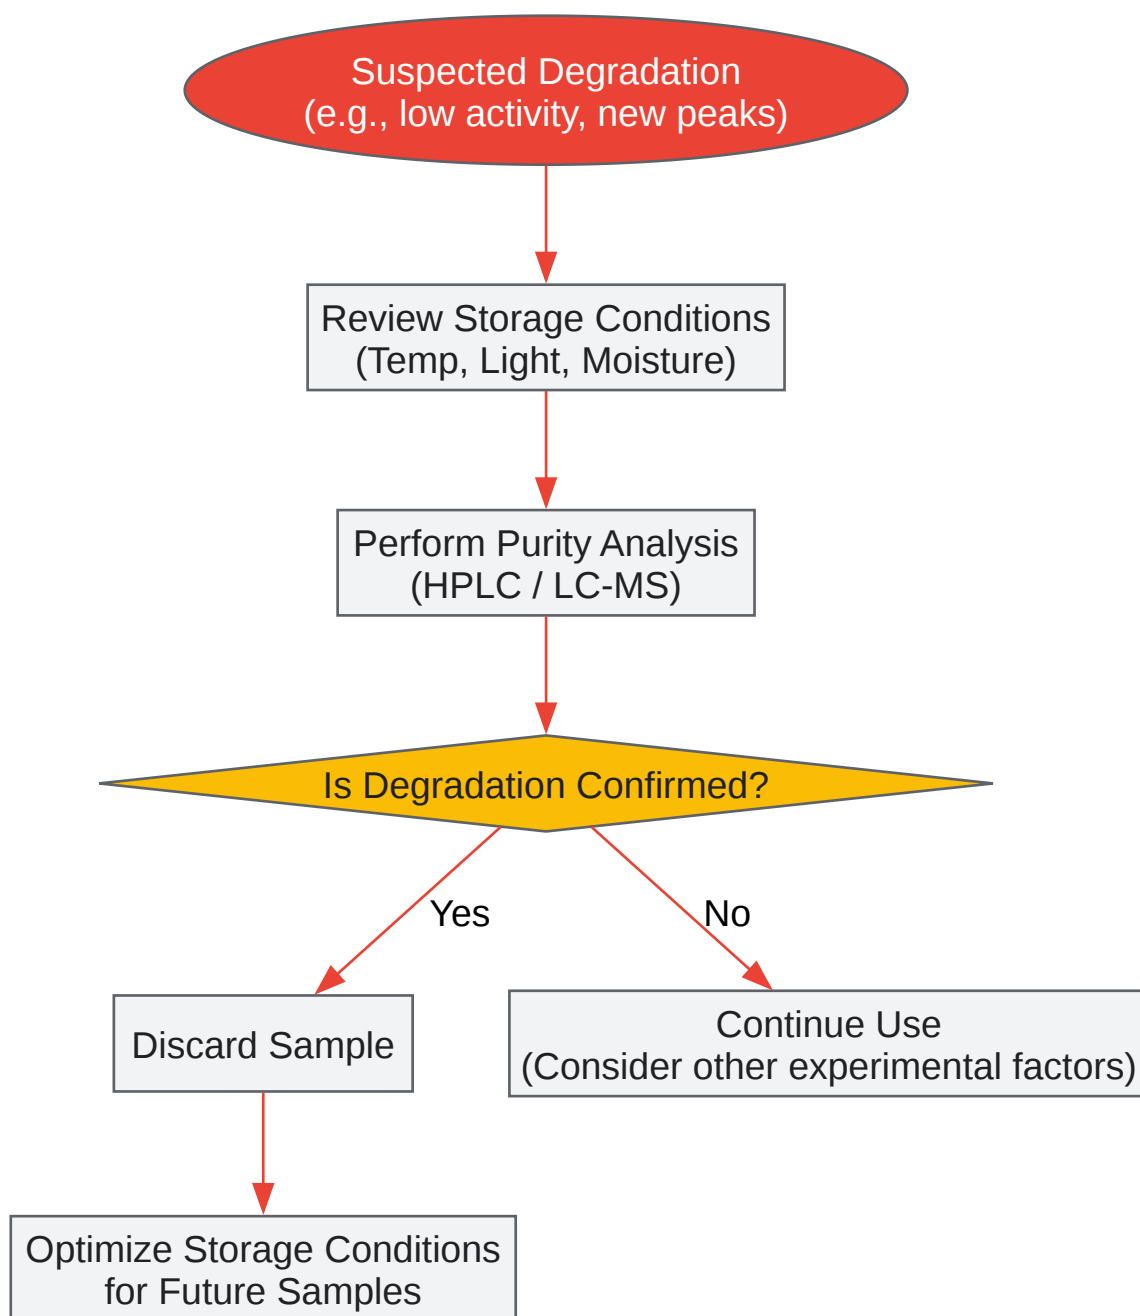 Suspected Degradation
(e.g., low activity, new peaks)
Review Storage Conditions
(Temp, Light, Moisture)
Perform Purity Analysis
(HPLC / LC-MS)
Is Degradation Confirmed?
Yes
No
Discard Sample
Continue Use
(Consider other experimental factors)
Optimize Storage Conditions
for Future Samples